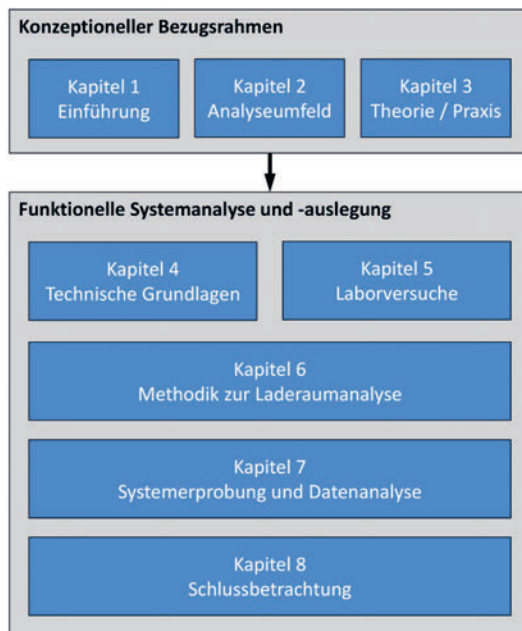 Konzeptioneller Bezugsrahmen
Kapitel 1
Einführung
Kapitel 2
Analyseumfeld
Kapitel 3
Theorie / Praxis
Funktionelle Systemanalyse und -auslegung
Kapitel 4
Technische Grundlagen
Kapitel 5
Laborversuche
Kapitel 6
Methodik zur Laderaumanalyse
Kapitel 7
Systemerprobung und Datenanalyse
Kapitel 8
Schlussbetrachtung